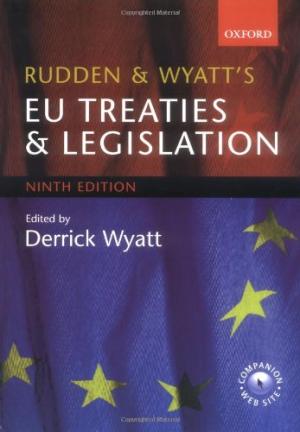 OXFORD
RUDDEN & WYATT'S
EU TREATIES
& LEGISLATION
NINTH EDITION
Edited by
Derrick Wyatt
COMPANION
WEB SITE